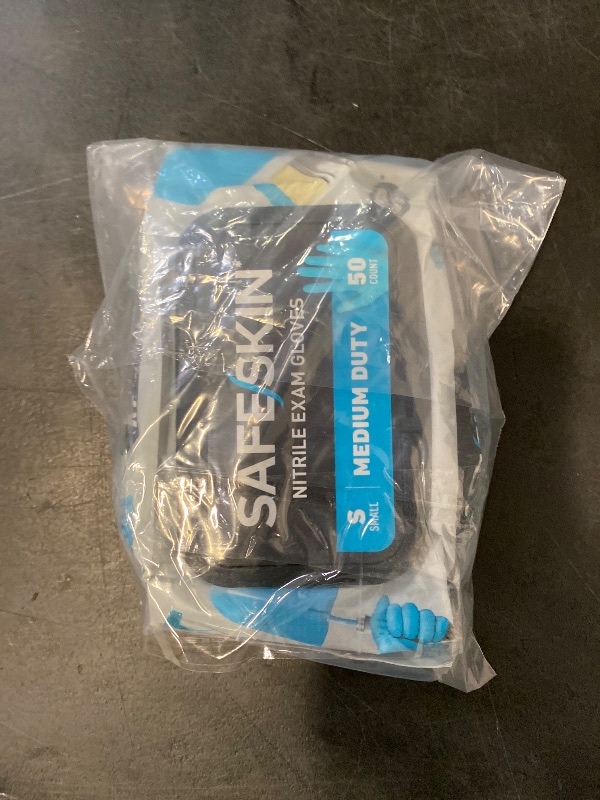 SAFESKIN
NITRILE EXAM GLOVES
S
SMALL
MEDIUM DUTY
50
COUNT